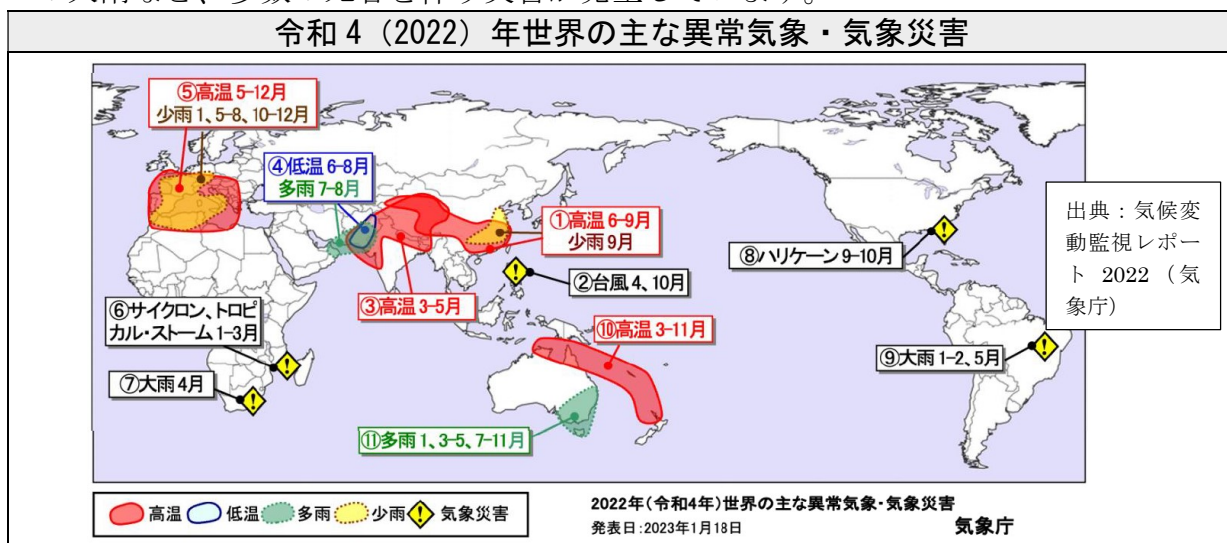 令和４（2022）年世界の主な異常気象・気象災害
⑤高温 5-12月
少雨 1、5-8、10-12月
④低温 6-8月
多雨 7-8月
①高温 6-9月
少雨 9月
②台風 4、10月
③高温 3-5月
⑥サイクロン、トロピ
カル・ストーム 1-3月
⑦大雨 4月
⑧ハリケーン 9-10月
⑨大雨 1-2、5月
⑩高温 3-11月
⑪多雨 1、3-5、7-11月
出典：気候変
動監視レポー
ト 2022（気
象庁）
高温 低温 多雨 少雨 気象災害
2022年(令和4年)世界の主な異常気象・気象災害
発表日:2023年1月18日
気象庁